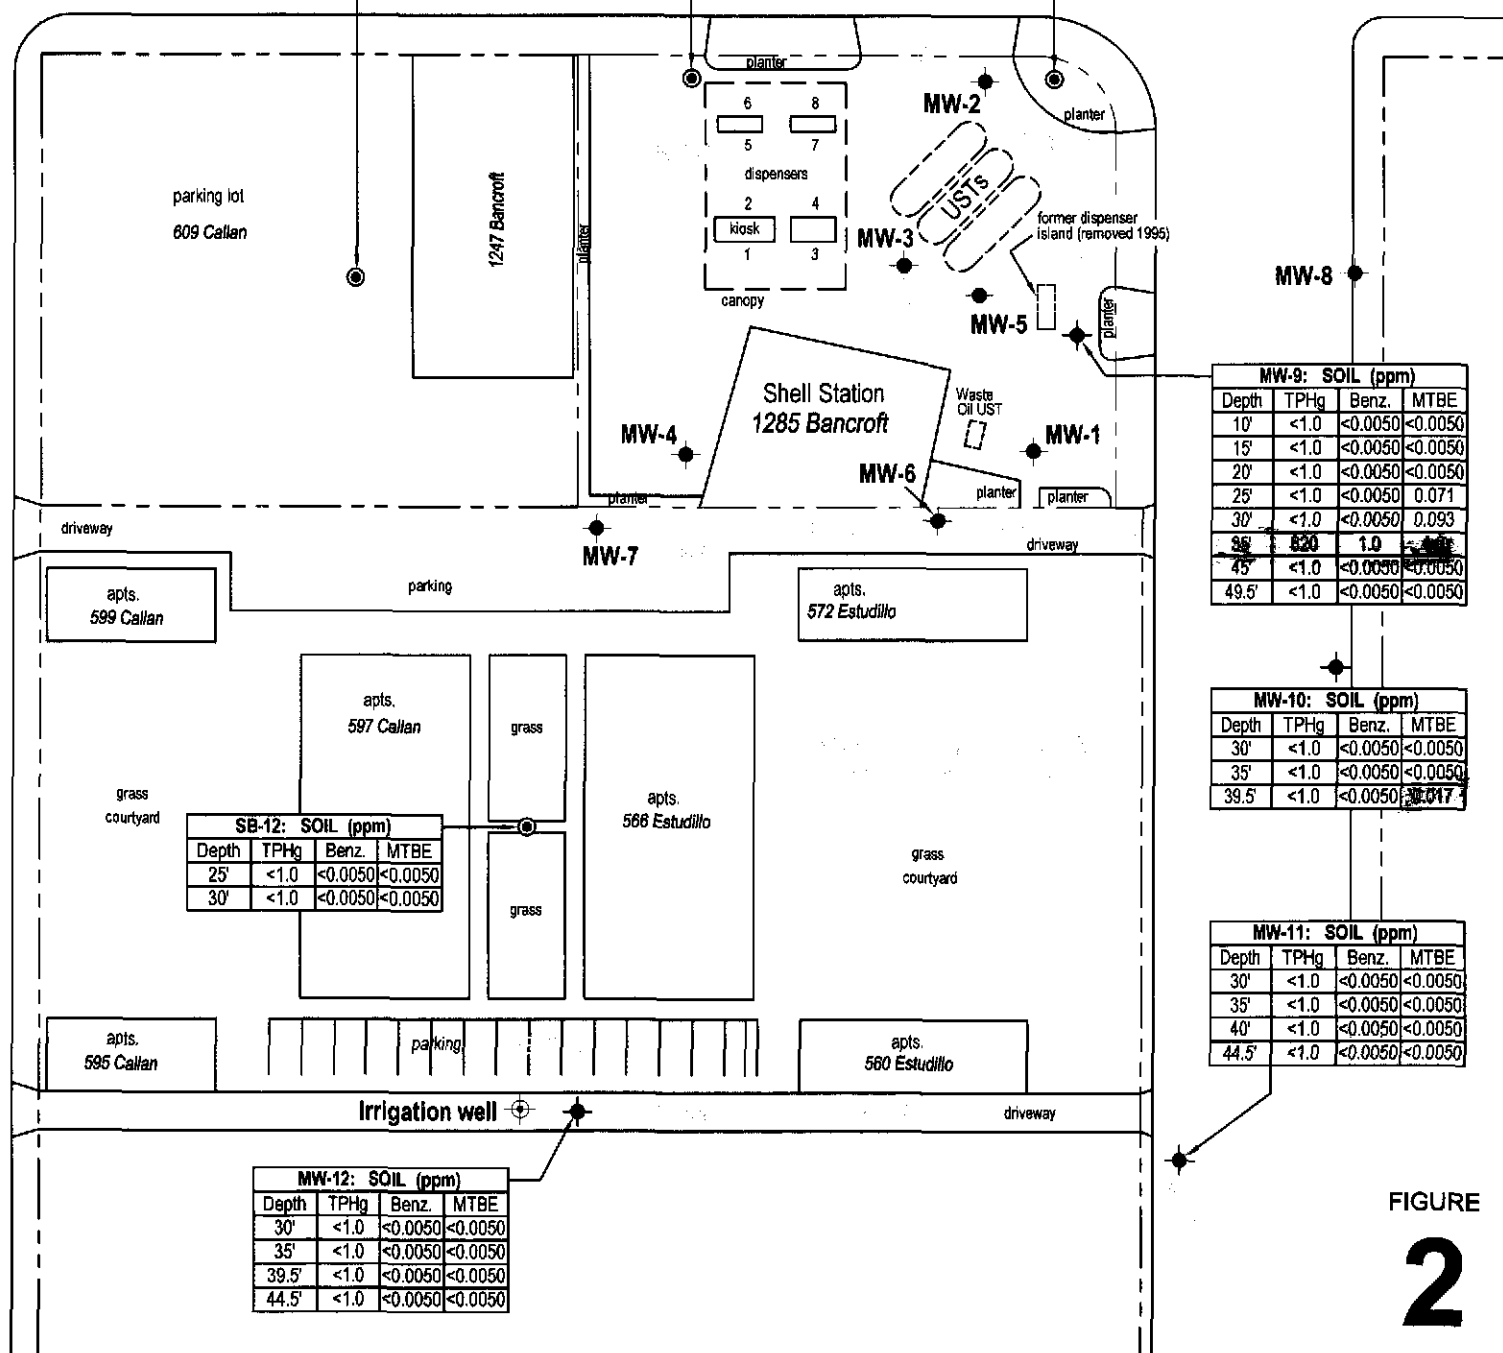 planter
MW-2
planter
6 8
5 7
dispensers
2 4
kiosk
1 3
canopy
USTs
former dispenser
island (removed 1995)
MW-3
MW-5
planter
MW-8
parking lot
609 Callan
1247 Bancroft
planter
Shell Station
1285 Bancroft
Waste
Oil UST
MW-4
MW-1
MW-6
planter
planter
planter
MW-9: SOIL (ppm)
Depth TPHg Benz. MTBE
10' <1.0 <0.0050 <0.0050
15' <1.0 <0.0050 <0.0050
20' <1.0 <0.0050 <0.0050
25' <1.0 <0.0050 0.071
30' <1.0 <0.0050 0.093
820 1.0
45' <1.0 <0.0050 <0.0050
49.5' <1.0 <0.0050 <0.0050
driveway
MW-7
driveway
parking
apts.
599 Callan
apts.
572 Estudillo
apts.
597 Callan
grass
apts.
566 Estudillo
grass
courtyard
grass
courtyard
grass
MW-10: SOIL (ppm)
Depth TPHg Benz. MTBE
30' <1.0 <0.0050 <0.0050
35' <1.0 <0.0050 <0.0050
39.5' <1.0 <0.0050 0.017
SB-12: SOIL (ppm)
Depth TPHg Benz. MTBE
25' <1.0 <0.0050 <0.0050
30' <1.0 <0.0050 <0.0050
MW-11: SOIL (ppm)
Depth TPHg Benz. MTBE
30' <1.0 <0.0050 <0.0050
35' <1.0 <0.0050 <0.0050
40' <1.0 <0.0050 <0.0050
44.5' <1.0 <0.0050 <0.0050
apts.
595 Callan
parking
apts.
560 Estudillo
Irrigation well
driveway
MW-12: SOIL (ppm)
Depth TPHg Benz. MTBE
30' <1.0 <0.0050 <0.0050
35' <1.0 <0.0050 <0.0050
39.5' <1.0 <0.0050 <0.0050
44.5' <1.0 <0.0050 <0.0050
FIGURE
2